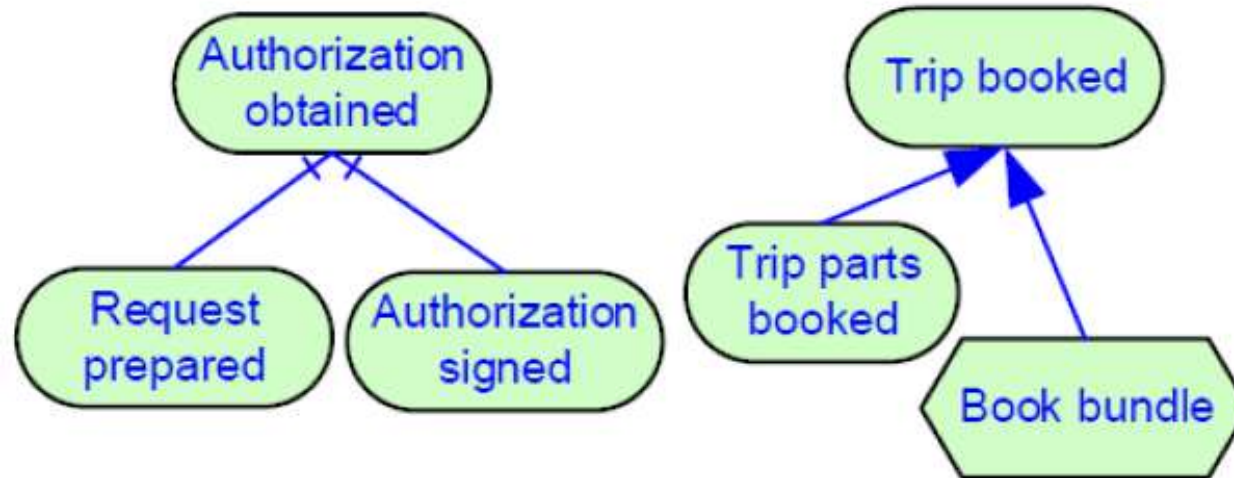 Authorization
obtained
Trip booked
Request
prepared
Authorization
signed
Trip parts
booked
Book bundle